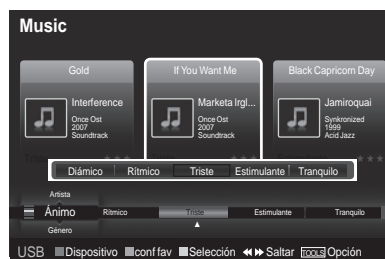 Music
Gold
If You Want Me
Black Capricorn Day
Interference
Once Ost
2007
Soundtrack
Marketa Irgl...
Once Ost
2007
Soundtrack
Jamiroquai
Synkronized
1999
Acid Jazz
Diámico Rítmico Triste Estimulante Tranquilo
Artista
Ánimo Rítmico Triste Estimulante Tranquilo
Género
USB Dispositivo conf fav Selección Saltar TOOLS Opción